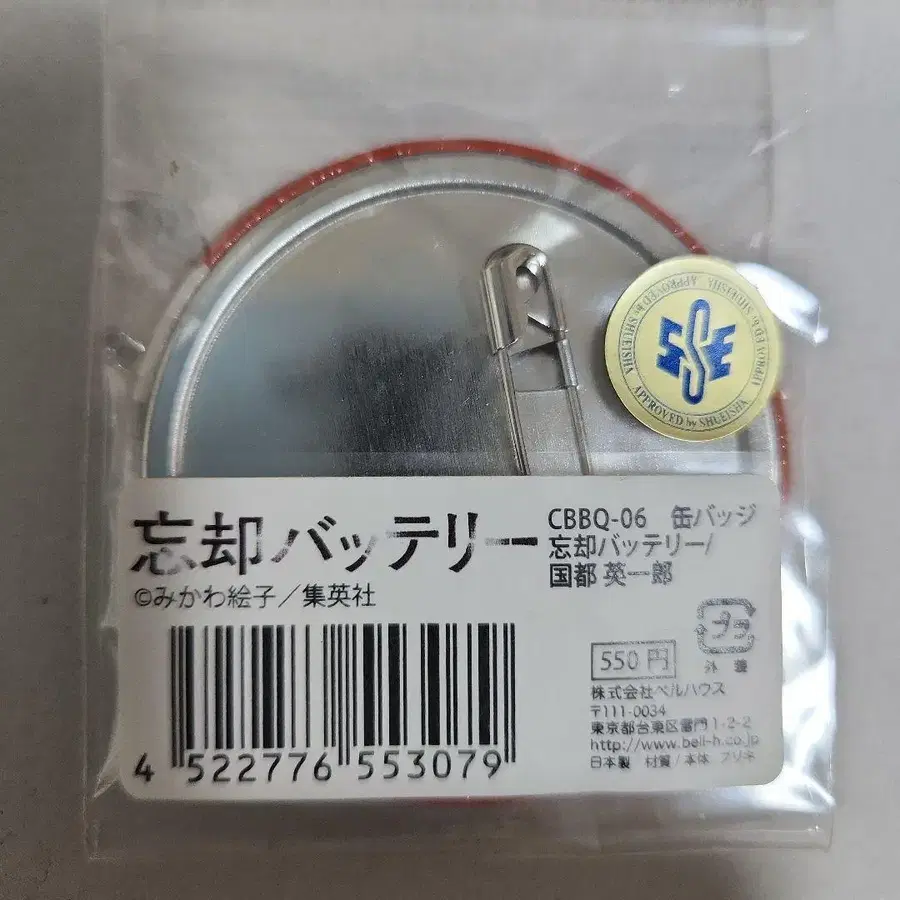 APPROVED by SHUEISHA APPROVED by SHUEISHA APPROVED by SHUEISHA
SE
忘却バッテリー
©みかわ絵子／集英社
CBBQ-06 缶バッジ
忘却バッテリー/
国都 英一郎
プラ
外装
550円
株式会社ベルハウス
〒111-0034
東京都台東区雷門1-2-2
http://www.bell-h.co.jp
日本製 材質/本体 ブリキ
4 522776 553079